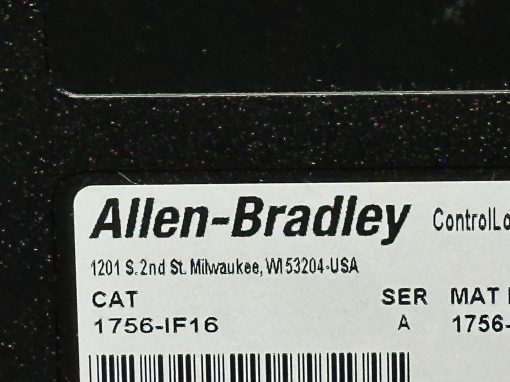 Allen-Bradley ControlLo
1201 S. 2nd St. Milwaukee, WI 53204-USA
CAT SER MAT
1756-IF16 A 1756-